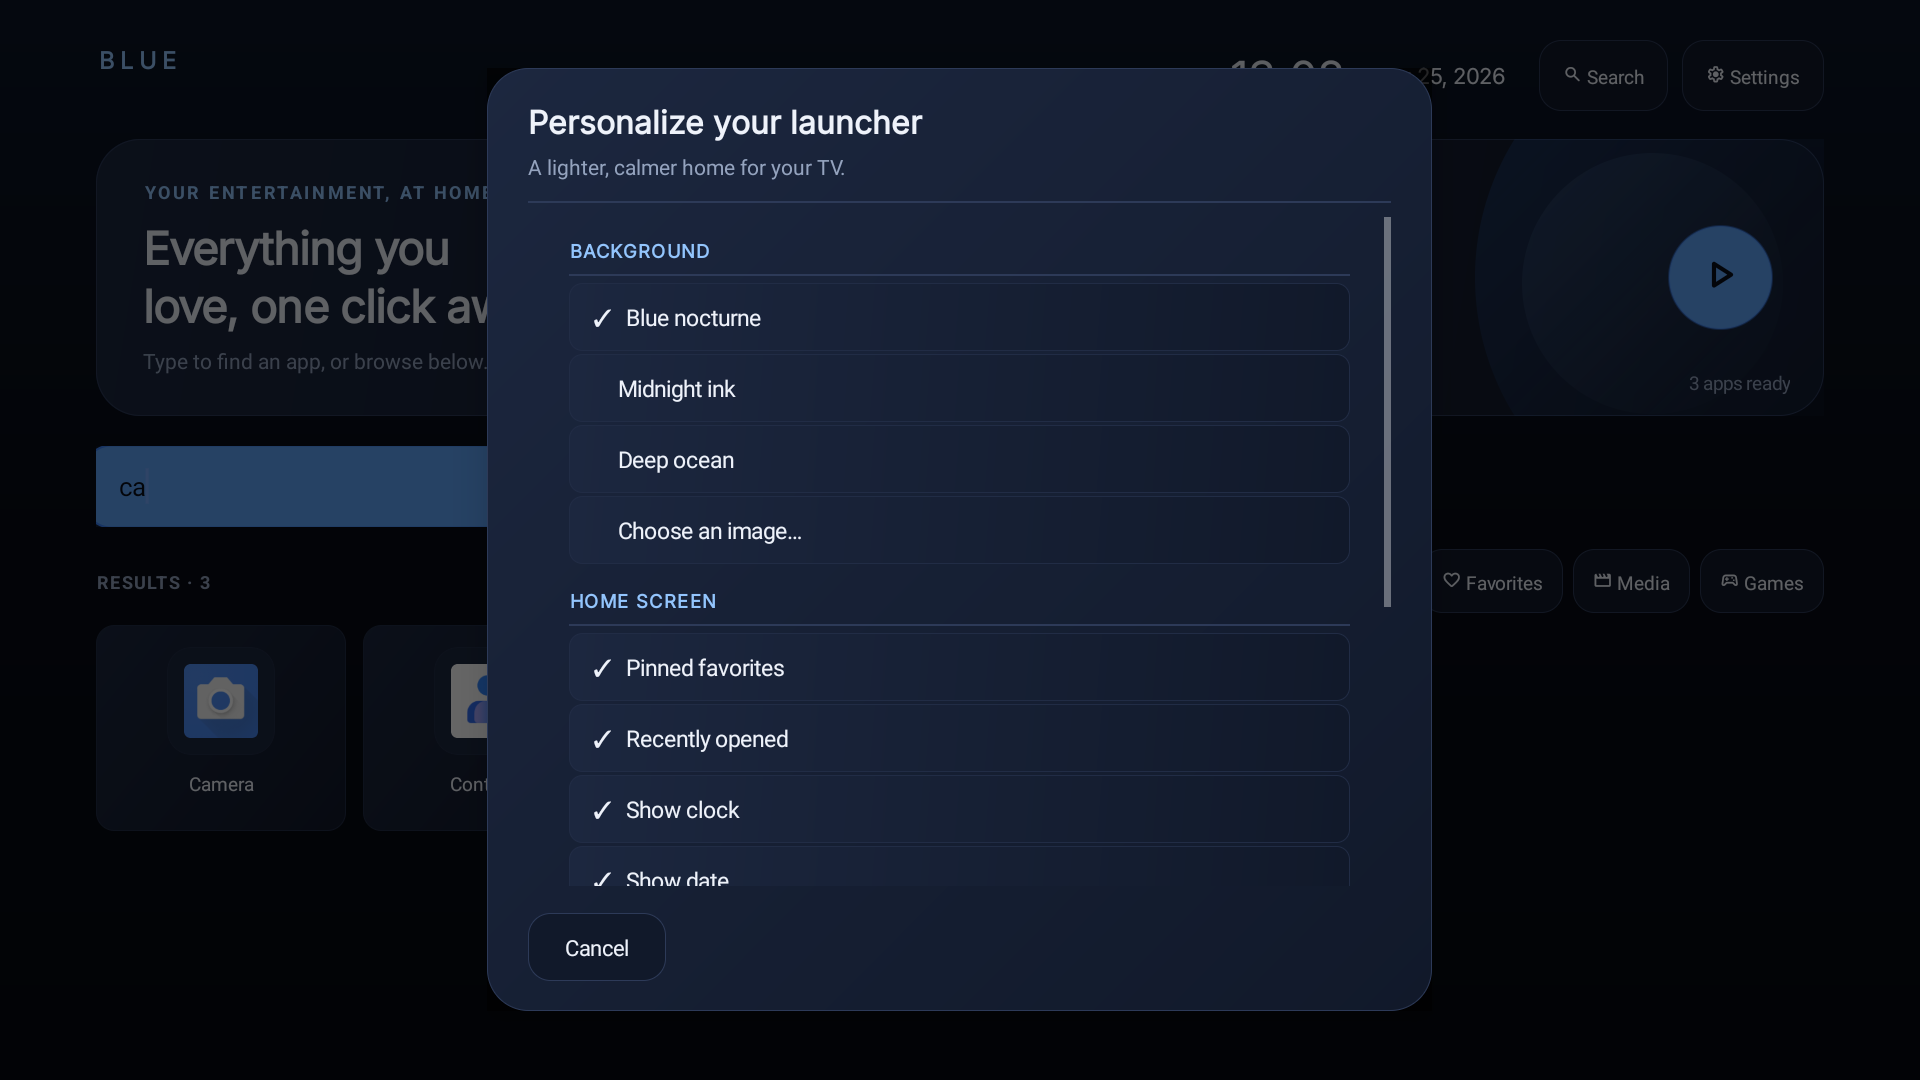 BLUE
25, 2026
Search
Settings
Personalize your launcher
A lighter, calmer home for your TV.
YOUR ENTERTAINMENT, AT HOME
Everything you
love, one click
Type to find an app, or browse below.
3 apps ready
BACKGROUND
✓ Blue nocturne
Midnight ink
Deep ocean
Choose an image...
ca
RESULTS · 3
Favorites
Media
Games
HOME SCREEN
✓ Pinned favorites
✓ Recently opened
✓ Show clock
✓ Show date
Camera
Cancel